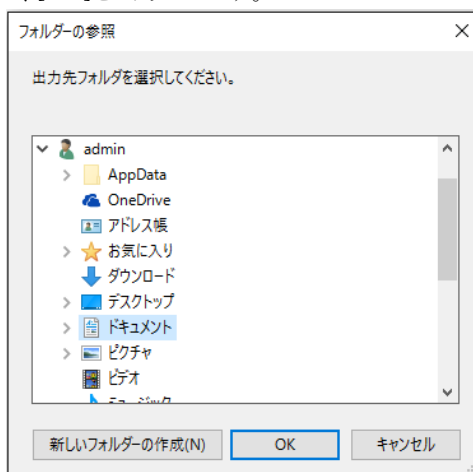 フォルダーの参照
出力先フォルダを選択してください。
admin
AppData
OneDrive
アドレス帳
お気に入り
ダウンロード
デスクトップ
ドキュメント
ピクチャ
ビデオ
新しいフォルダーの作成(N)
OK
キャンセル